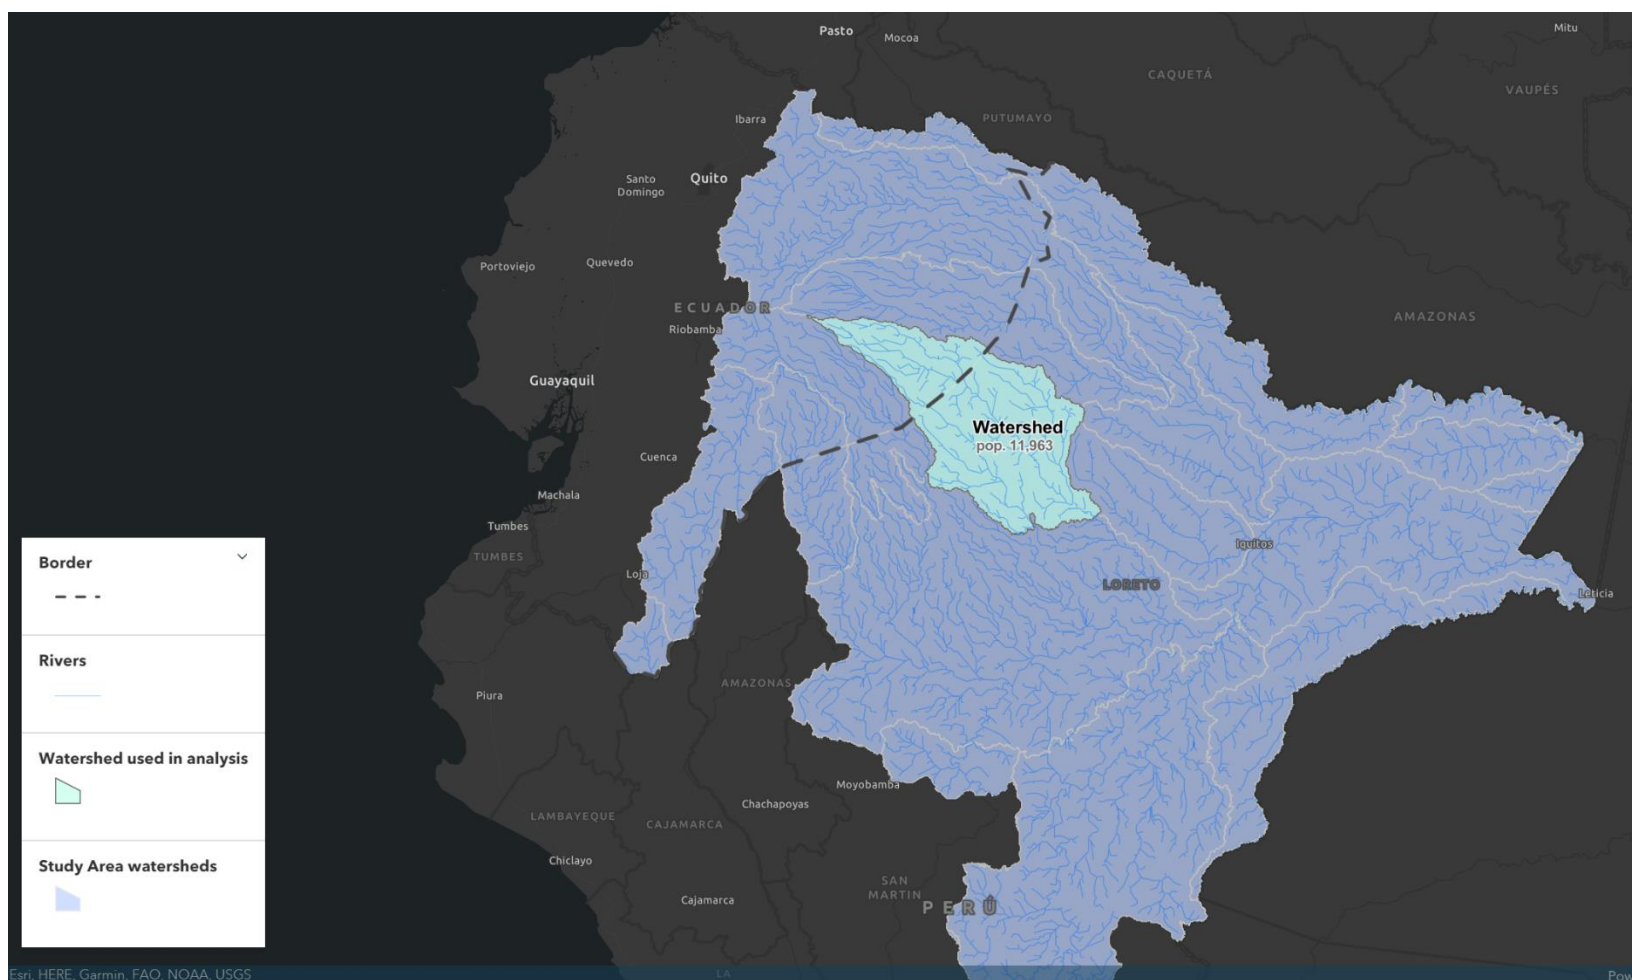 Pasto
Mocoa
Mitu
CAQUETÁ
VAUPÉS
Ibarra
PUTUMAYO
Santo
Domingo
Quito
Portoviejo
Quevedo
ECUADOR
Riobamba
AMAZONAS
Guayaquil
Watershed
pop. 11,963
Cuenca
Machala
Tumbes
TUMBES
Iquitos
Loja
LORETO
Leticia
Piura
AMAZONAS
Moyobamba
Chachapoyas
LAMBAYEQUE
CAJAMARCA
Chiclayo
SAN
MARTIN
Cajamarca
PERÚ
LA
Border
Rivers
Watershed used in analysis
Study Area watersheds
Esri, HERE, Garmin, FAO, NOAA, USGS
Pow